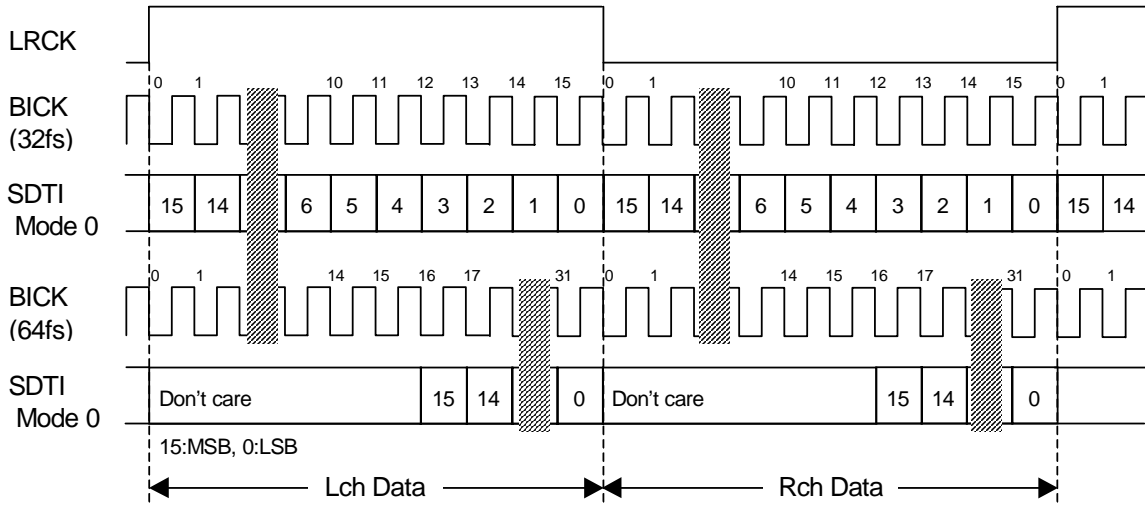 LRCK
0 1 10 11 12 13 14 15 0 1 10 11 12 13 14 15 0 1
BICK
(32fs)
SDTI
Mode 0
15 14 6 5 4 3 2 1 0 15 14 6 5 4 3 2 1 0 15 14
0 1 14 15 16 17 31 0 1 14 15 16 17 31 0 1
BICK
(64fs)
SDTI
Mode 0
Don't care 15 14 0 Don't care 15 14 0
15:MSB, 0:LSB
Lch Data Rch Data